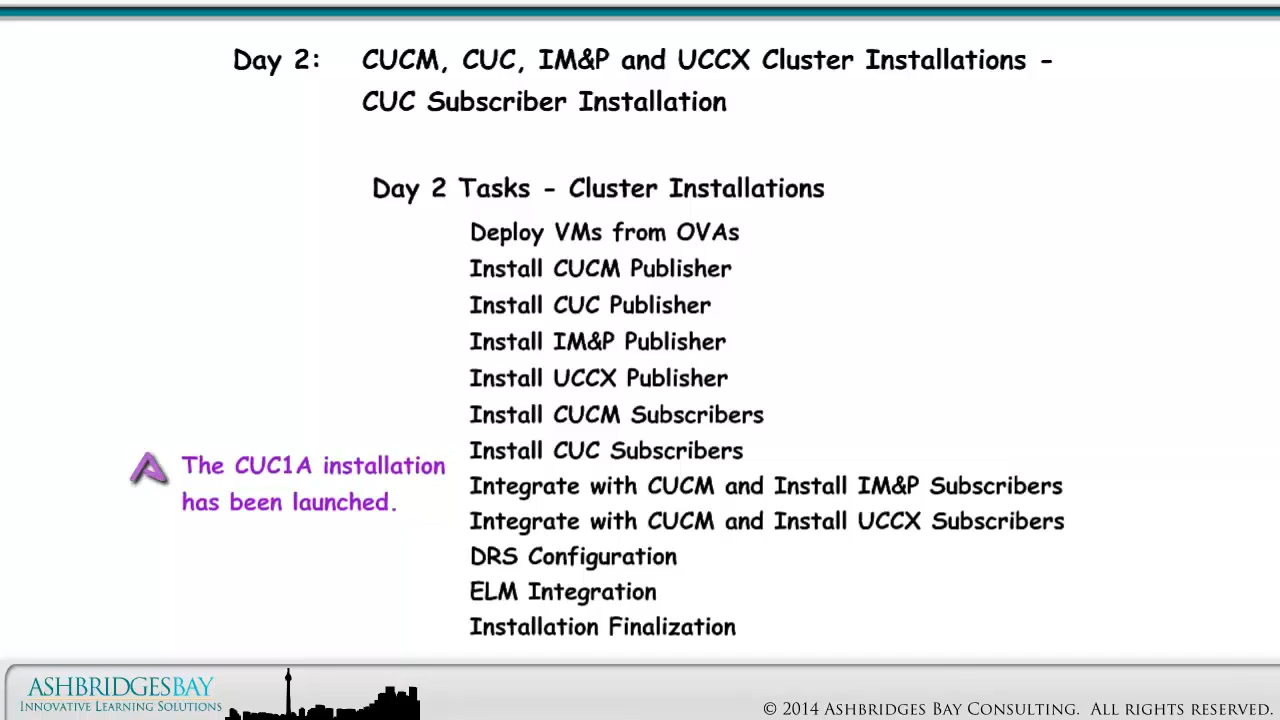 Day 2: CUCM, CUC, IM&P and UCCX Cluster Installations -
CUC Subscriber Installation
Day 2 Tasks - Cluster Installations
Deploy VMs from OVAs
Install CUCM Publisher
Install CUC Publisher
Install IM&P Publisher
Install UCCX Publisher
Install CUCM Subscribers
Install CUC Subscribers
The CUC1A installation
has been launched.
Integrate with CUCM and Install IM&P Subscribers
Integrate with CUCM and Install UCCX Subscribers
DRS Configuration
ELM Integration
Installation Finalization
ASHBRIDGESBAY
INNOVATIVE LEARNING SOLUTIONS
© 2014 ASHBRIDGES BAY CONSULTING. ALL RIGHTS RESERVED.